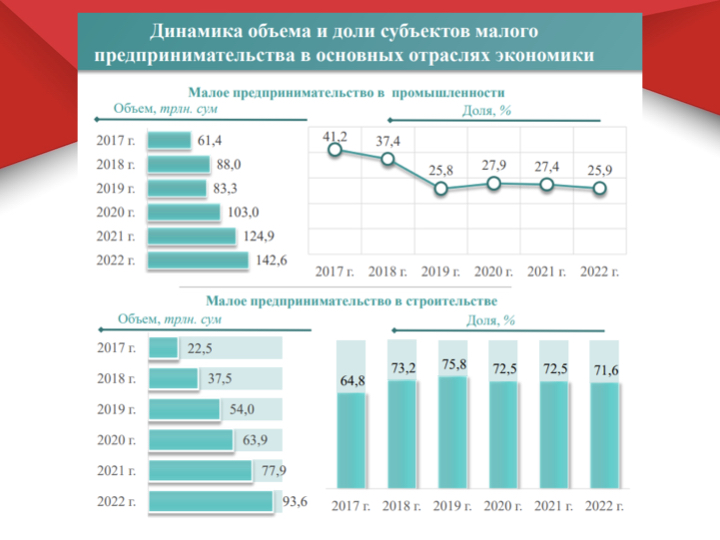 Динамика объема и доли субъектов малого
предпринимательства в основных отраслях экономики
Малое предпринимательство в промышленности
Объем, трлн. сум
Доля, %
2017 г. 61,4
2018 г. 88,0
2019 г. 83,3
2020 г. 103,0
2021 г. 124,9
2022 г. 142,6
41,2 37,4 25,8 27,9 27,4 25,9
2017 г. 2018 г. 2019 г. 2020 г. 2021 г. 2022 г.
Малое предпринимательство в строительстве
Объем, трлн. сум
Доля, %
2017 г. 22,5
2018 г. 37,5
2019 г. 54,0
2020 г. 63,9
2021 г. 77,9
2022 г. 93,6
64,8 73,2 75,8 72,5 72,5 71,6
2017 г. 2018 г. 2019 г. 2020 г. 2021 г. 2022 г.